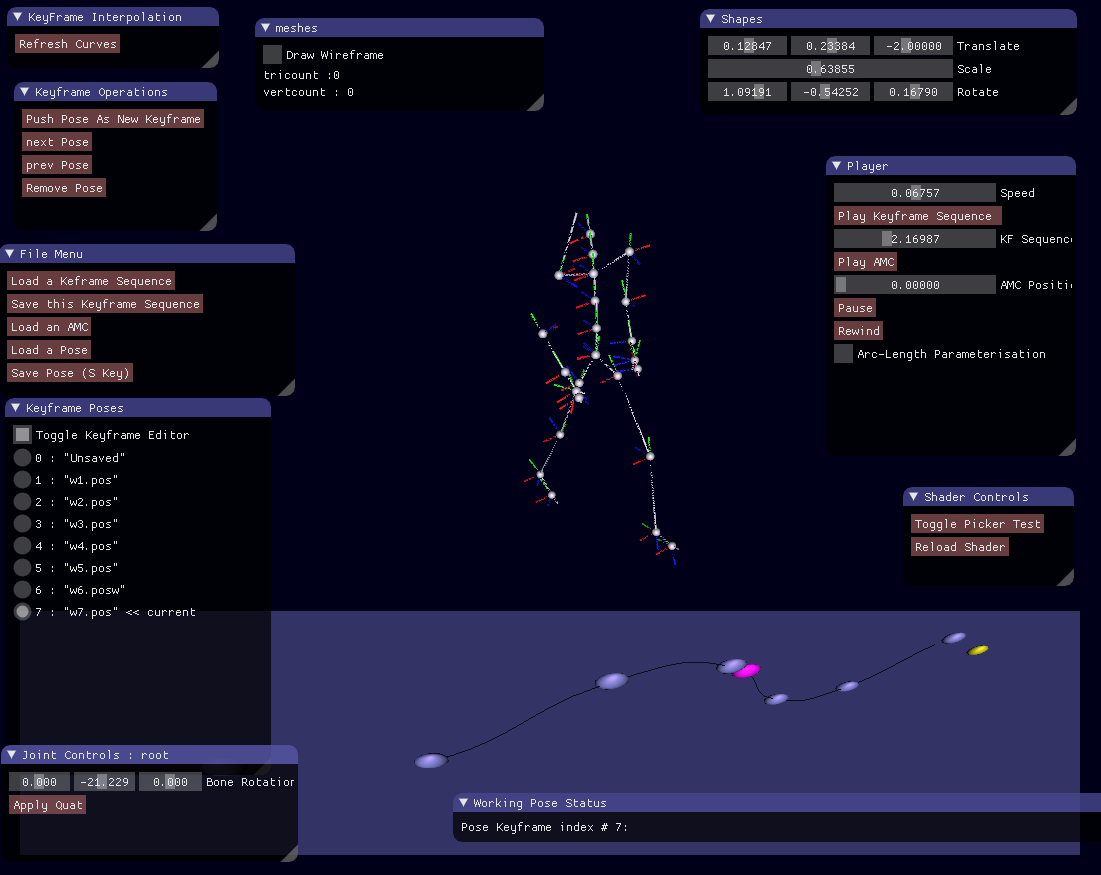 KeyFrame Interpolation
Refresh Curves
Keyframe Operations
Push Pose As New Keyframe
next Pose
prev Pose
Remove Pose
File Menu
Load a Keframe Sequence
Save this Keyframe Sequence
Load an AMC
Load a Pose
Save Pose (S Key)
Keyframe Poses
Toggle Keyframe Editor
0 : "Unsaved"
1 : "w1.pos"
2 : "w2.pos"
3 : "w3.pos"
4 : "w4.pos"
5 : "w5.pos"
6 : "w6.posw"
7 : "w7.pos" << current
Joint Controls : root
0.000 -21.229 0.000 Bone Rotation
Apply Quat
meshes
Draw Wireframe
tricount :0
vertcount : 0
Shapes
0.12847 0.23384 -2.00000 Translate
0.63855 Scale
1.09191 -0.54252 0.16790 Rotate
Player
0.06757 Speed
Play Keyframe Sequence
2.16987 KF Sequenc
Play AMC
0.00000 AMC Positi
Pause
Rewind
Arc-Length Parameterisation
Shader Controls
Toggle Picker Test
Reload Shader
Working Pose Status
Pose Keyframe index # 7: